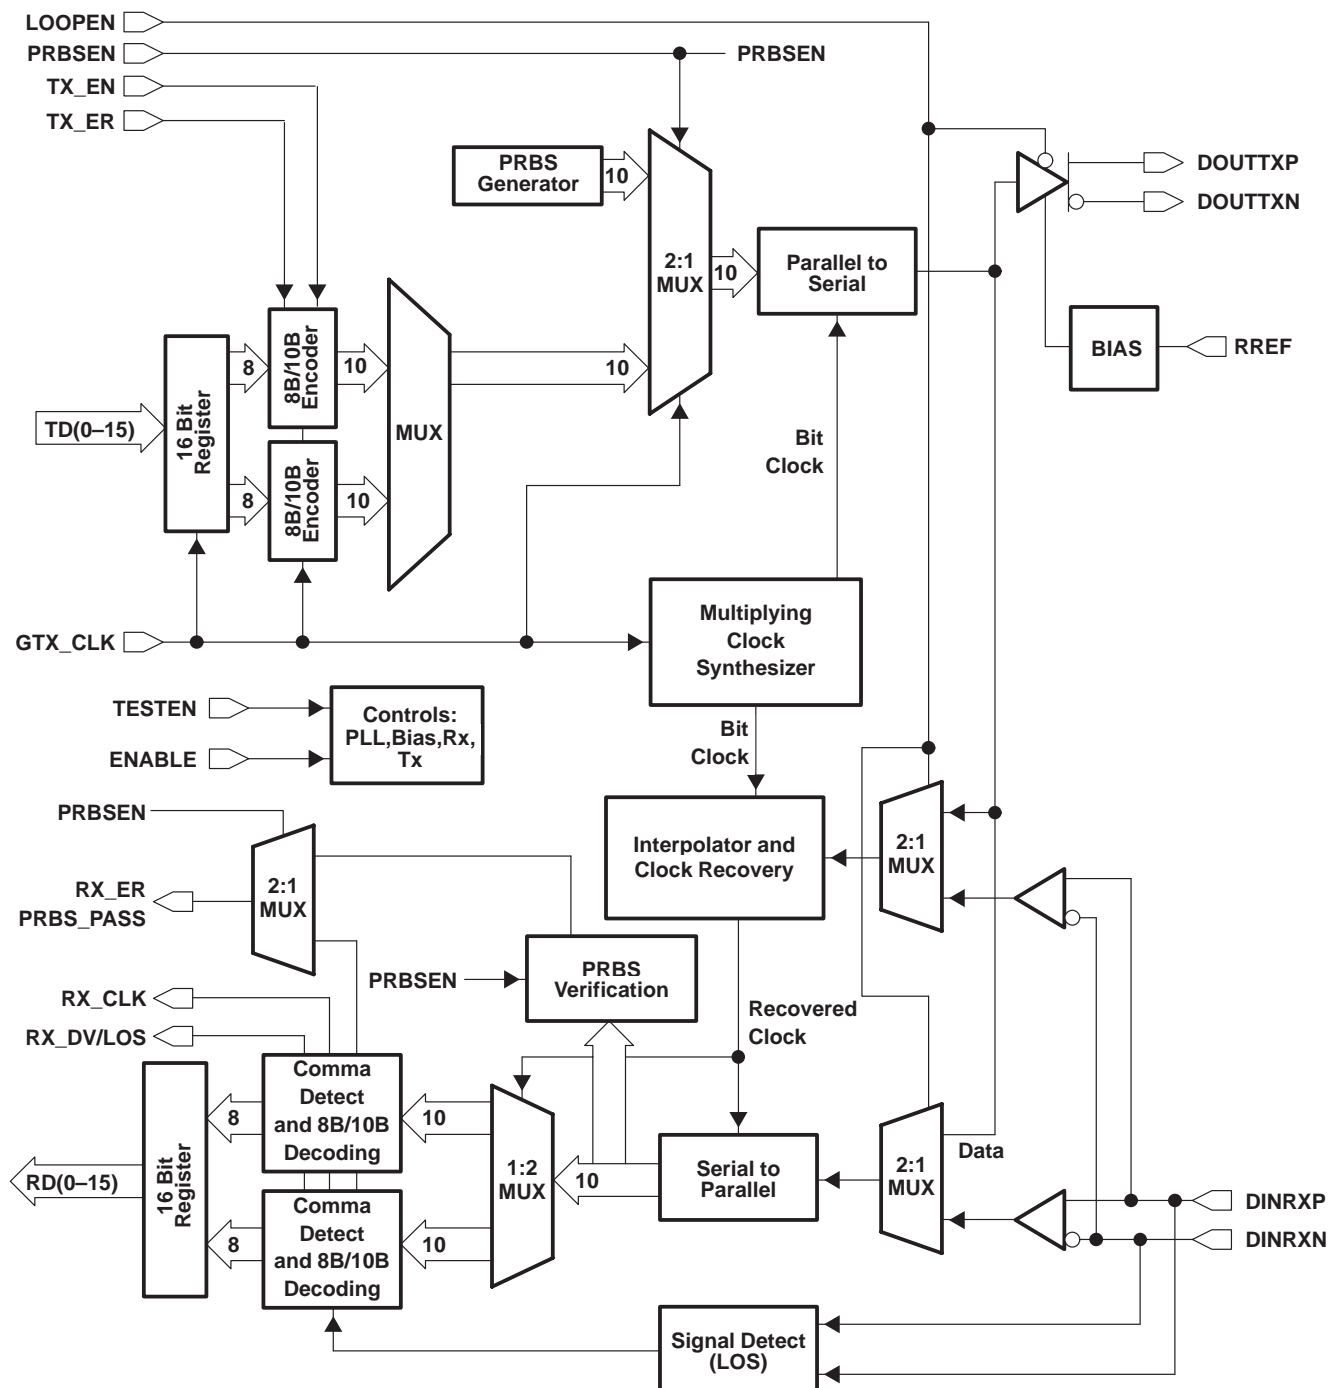 LOOPEN
PRBSEN
PRBSEN
TX_EN
TX_ER
PRBS
Generator
10
2:1
MUX
10
Parallel to
Serial
DOUTTXP
DOUTTXN
BIAS
RREF
TD(0–15)
16 Bit
Register
8
8
8B/10B
Encoder
8B/10B
Encoder
10
10
MUX
10
Bit
Clock
GTX_CLK
Multiplying
Clock
Synthesizer
TESTEN
ENABLE
Controls:
PLL,Bias,Rx,
Tx
Bit
Clock
PRBSEN
2:1
MUX
RX_ER
PRBS_PASS
Interpolator and
Clock Recovery
2:1
MUX
PRBSEN
PRBS
Verification
RX_CLK
RX_DV/LOS
Recovered
Clock
RD(0–15)
16 Bit
Register
8
8
Comma
Detect
and 8B/10B
Decoding
Comma
Detect
and 8B/10B
Decoding
10
10
1:2
MUX
10
Serial to
Parallel
2:1
MUX
Data
DINRXP
DINRXN
Signal Detect
(LOS)